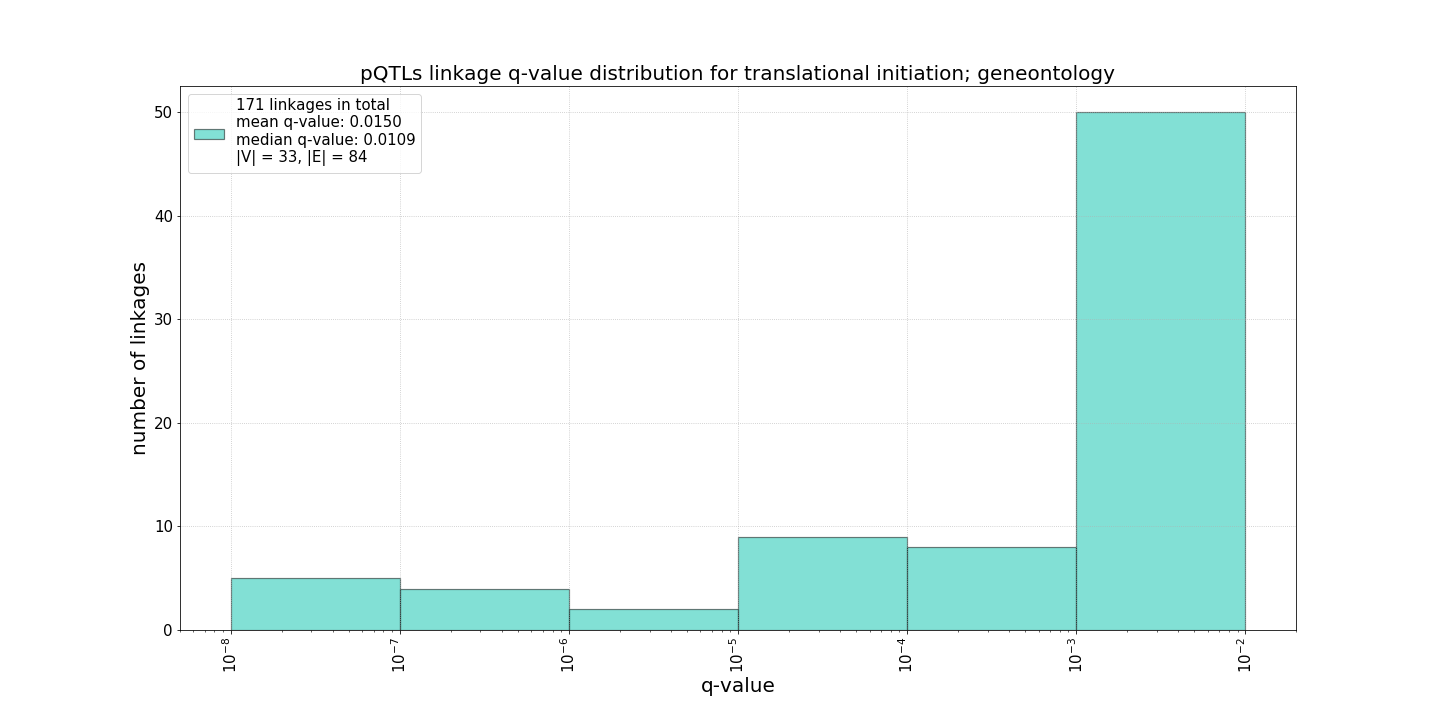 pQTLs linkage q-value distribution for translational initiation; geneontology
171 linkages in total
mean q-value: 0.0150
median q-value: 0.0109
|V| = 33, |E| = 84
number of linkages
50
40
30
20
10
0
10⁻⁸ 10⁻⁷ 10⁻⁶ 10⁻⁵ 10⁻⁴ 10⁻³ 10⁻²
q-value